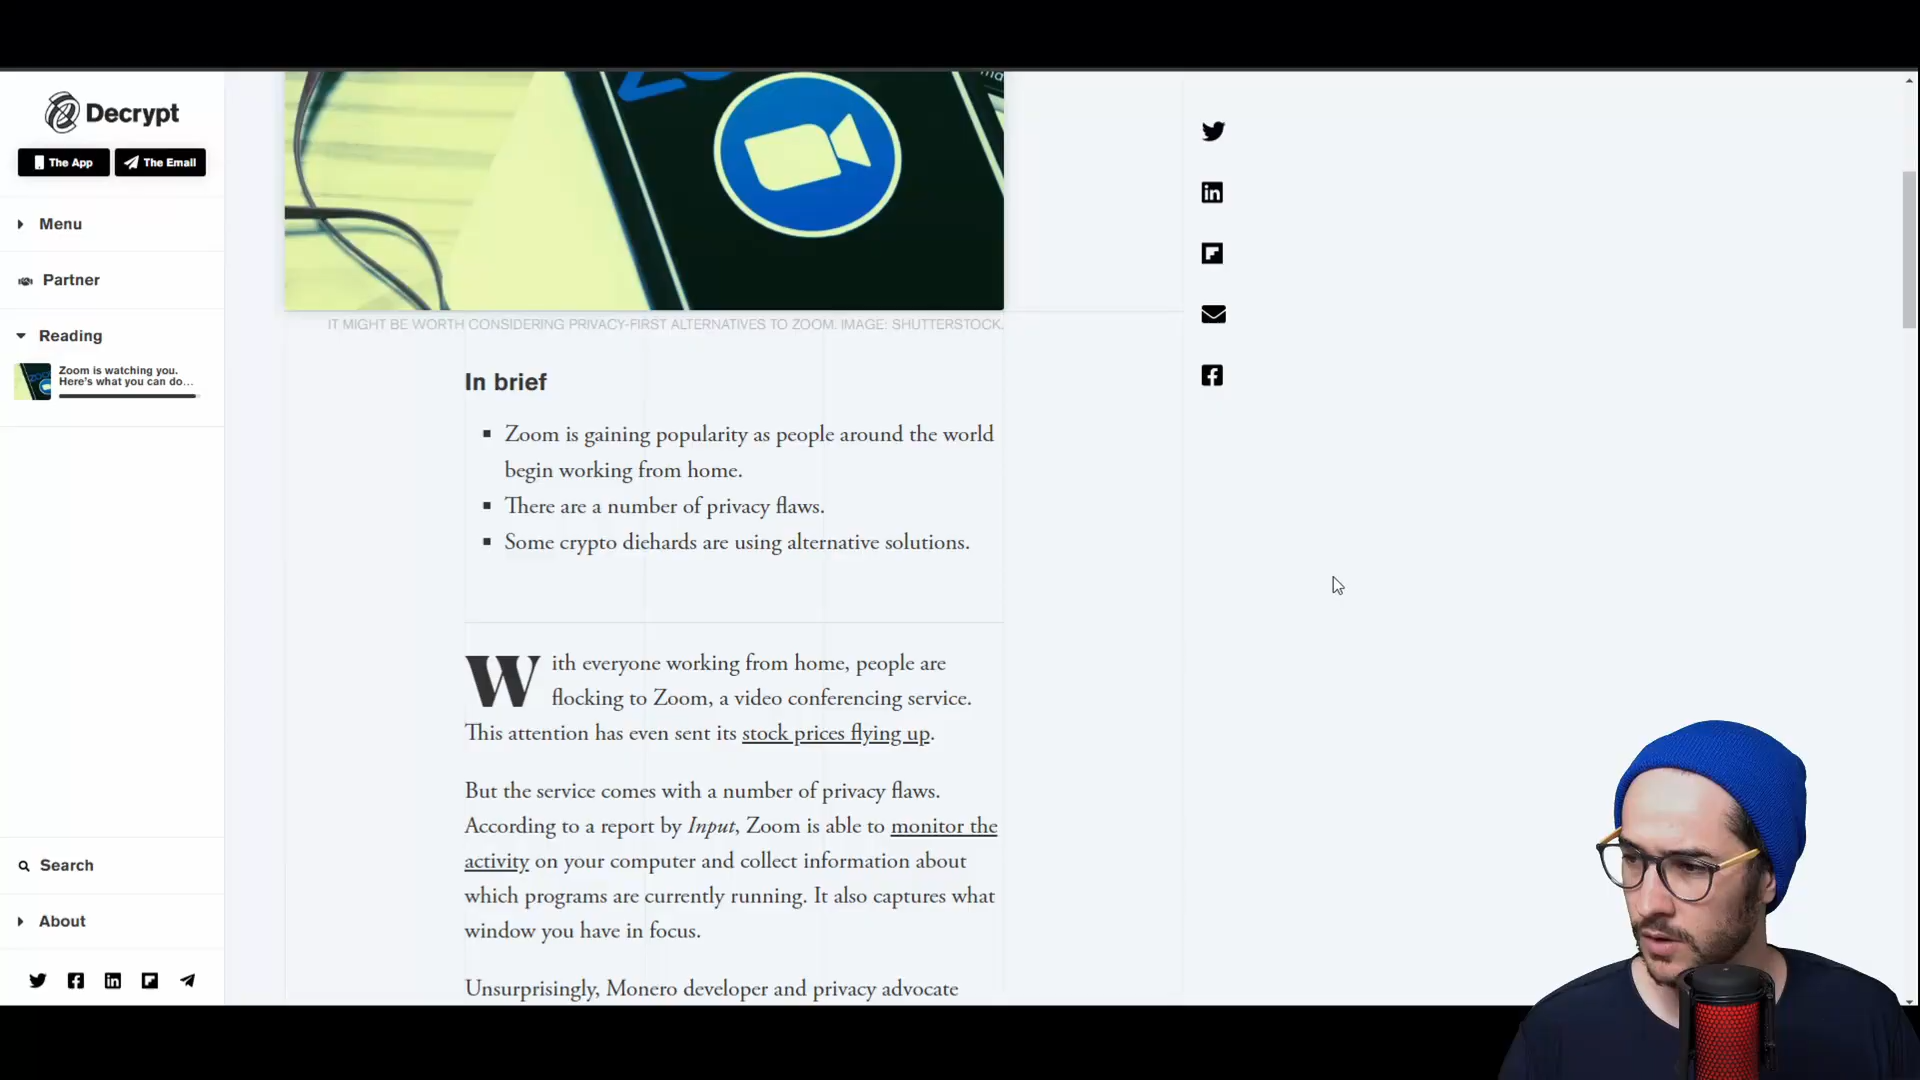 Decrypt
The App
The Email
Menu
Partner
Reading
Zoom is watching you.
Here's what you can do...
Search
About
IT MIGHT BE WORTH CONSIDERING PRIVACY-FIRST ALTERNATIVES TO ZOOM. IMAGE: SHUTTERSTOCK.
In brief
Zoom is gaining popularity as people around the world
begin working from home.
There are a number of privacy flaws.
Some crypto diehards are using alternative solutions.
With everyone working from home, people are
flocking to Zoom, a video conferencing service.
This attention has even sent its stock prices flying up.
But the service comes with a number of privacy flaws.
According to a report by Input, Zoom is able to monitor the
activity on your computer and collect information about
which programs are currently running. It also captures what
window you have in focus.
Unsurprisingly, Monero developer and privacy advocate